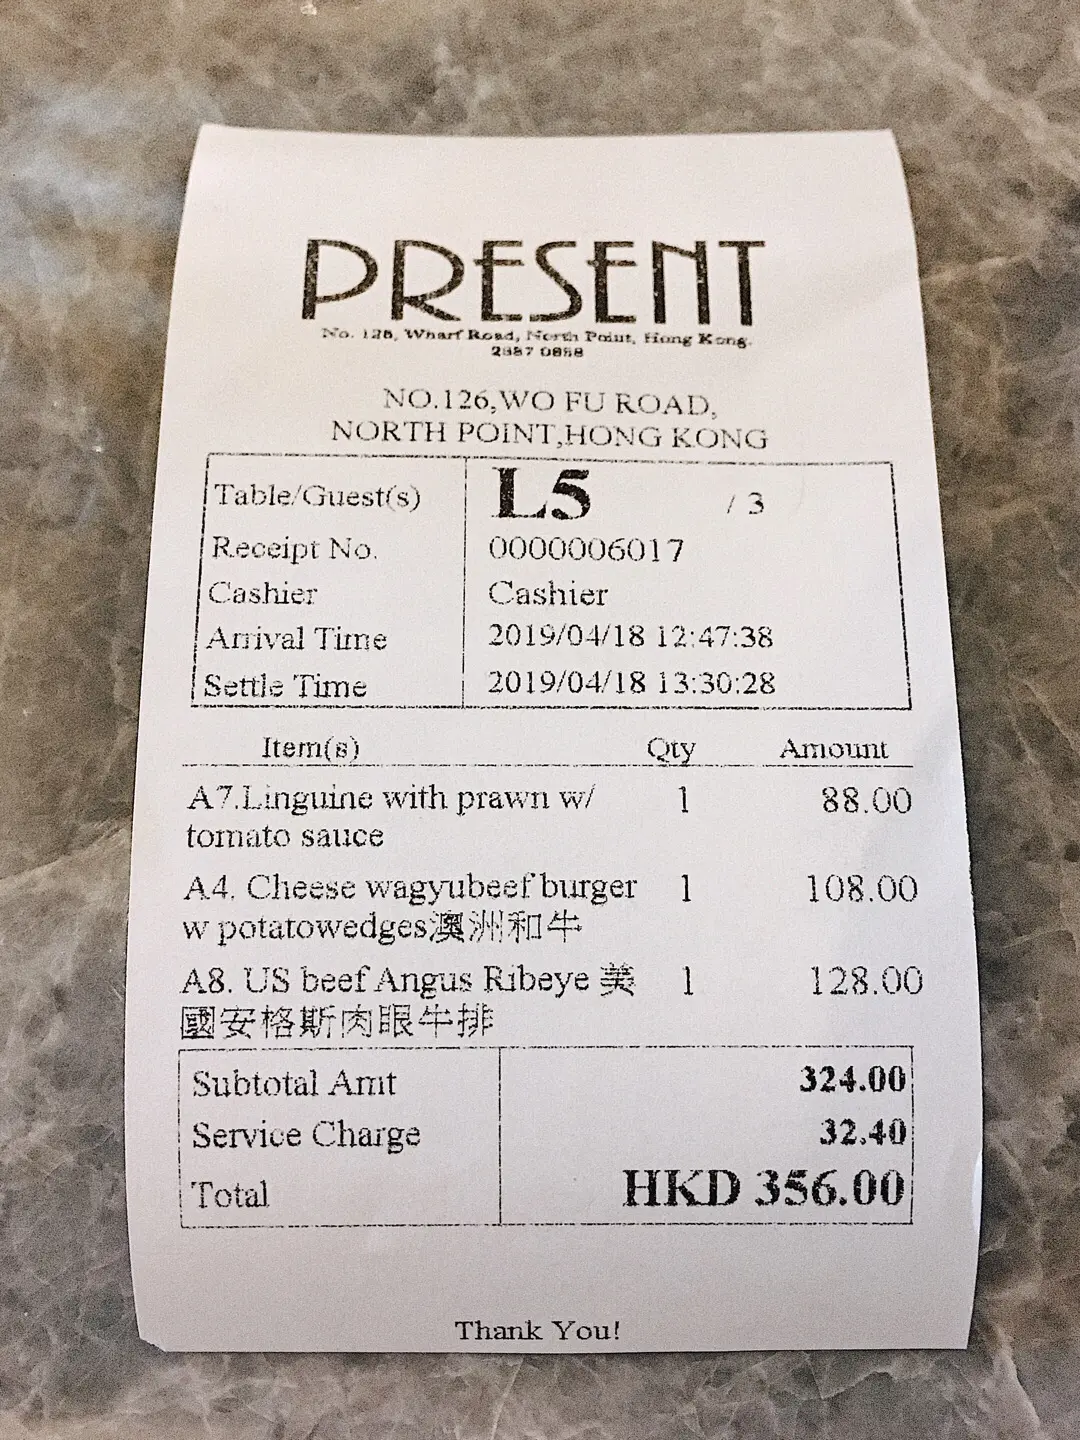 PRESENT
No. 126, Wharf Road, North Point, Hong Kong.
NO.126,WO FU ROAD,
NORTH POINT,HONG KONG
Table/Guest(s) L5 / 3
Receipt No. 0000006017
Cashier Cashier
Arrival Time 2019/04/18 12:47:38
Settle Time 2019/04/18 13:30:28
Item(s) Qty Amount
A7.Linguine with prawn w/ 1 88.00
tomato sauce
A4. Cheese wagyubeef burger 1 108.00
w potatowedges澳洲和牛
A8. US beef Angus Ribeye 美 1 128.00
國安格斯肉眼牛排
Subtotal Amt 324.00
Service Charge 32.40
Total HKD 356.00
Thank You!